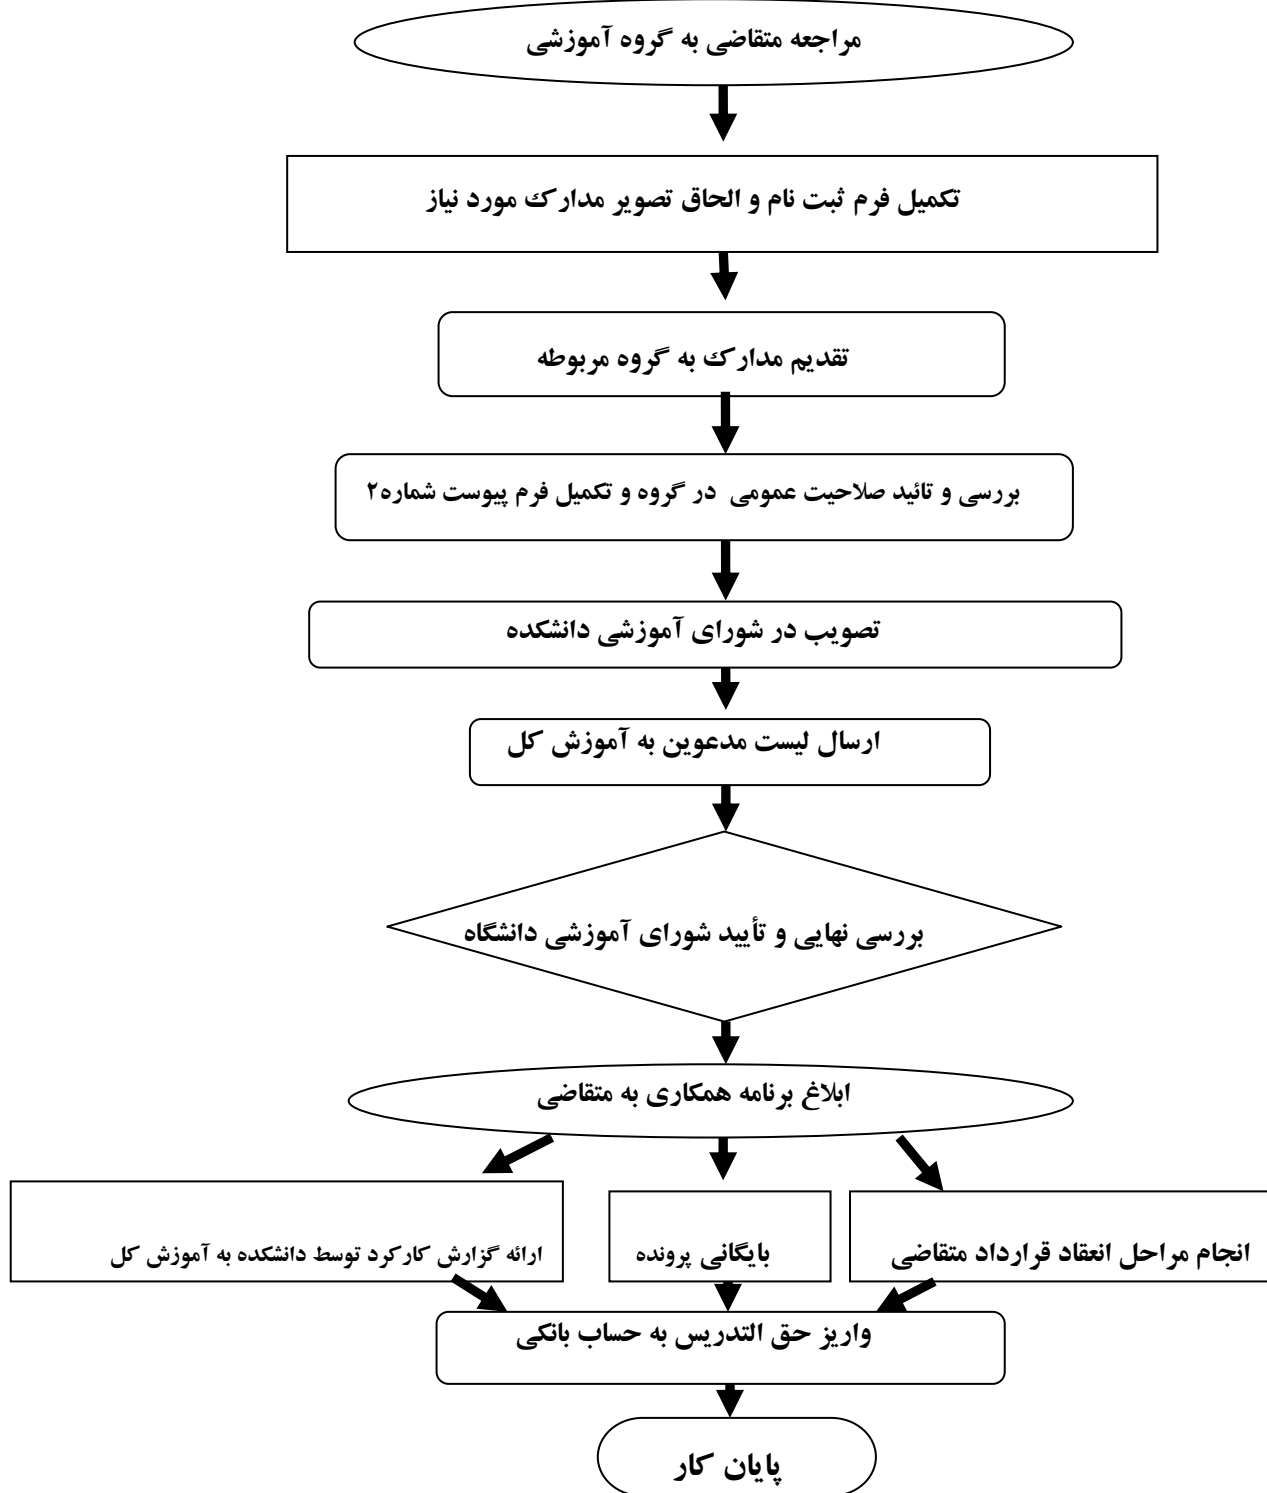 مراجعه متقاضی به گروه آموزشی
تکمیل فرم ثبت نام و الحاق تصویر مدارک مورد نیاز
تقدیم مدارک به گروه مربوطه
بررسی و تائید صلاحیت عمومی در گروه و تکمیل فرم پیوست شماره۲
تصویب در شورای آموزشی دانشکده
ارسال لیست مدعوین به آموزش کل
بررسی نهایی و تأیید شورای آموزشی دانشگاه
ابلاغ برنامه همکاری به متقاضی
انجام مراحل انعقاد قرارداد متقاضی
بایگانی پرونده
ارائه گزارش کارکرد توسط دانشکده به آموزش کل
واریز حق التدریس به حساب بانکی
پایان کار